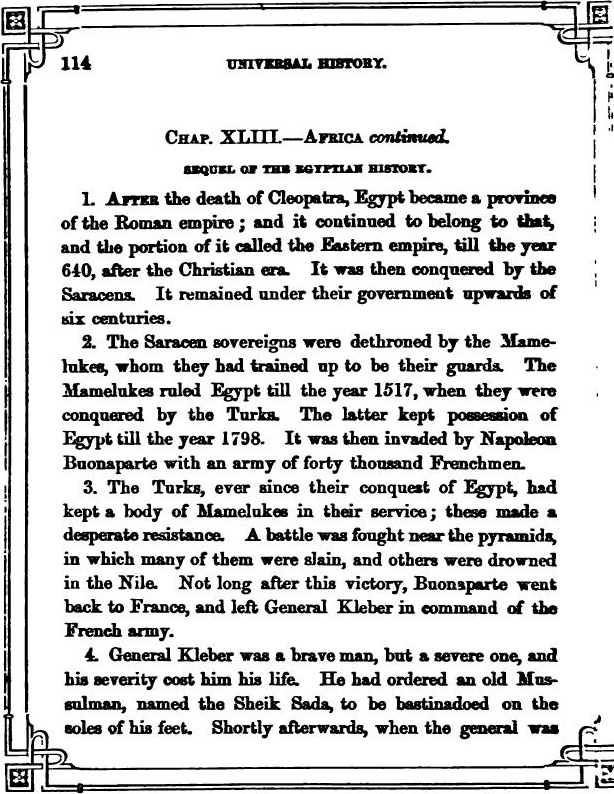 114 UNIVERSAL HISTORY.
CHAP. XLIII.—AFRICA continued.
SEQUEL OF THE EGYPTIAN HISTORY.
1. AFTER the death of Cleopatra, Egypt became a province
of the Roman empire; and it continued to belong to that,
and the portion of it called the Eastern empire, till the year
640, after the Christian era. It was then conquered by the
Saracens. It remained under their government upwards of
six centuries.
2. The Saracen sovereigns were dethroned by the Mame-
lukes, whom they had trained up to be their guards. The
Mamelukes ruled Egypt till the year 1517, when they were
conquered by the Turks. The latter kept possession of
Egypt till the year 1798. It was then invaded by Napoleon
Buonaparte with an army of forty thousand Frenchmen.
3. The Turks, ever since their conquest of Egypt, had
kept a body of Mamelukes in their service; these made a
desperate resistance. A battle was fought near the pyramids,
in which many of them were slain, and others were drowned
in the Nile. Not long after this victory, Buonaparte went
back to France, and left General Kleber in command of the
French army.
4. General Kleber was a brave man, but a severe one, and
his severity cost him his life. He had ordered an old Mus-
sulman, named the Sheik Sada, to be bastinadoed on the
soles of his feet. Shortly afterwards, when the general was